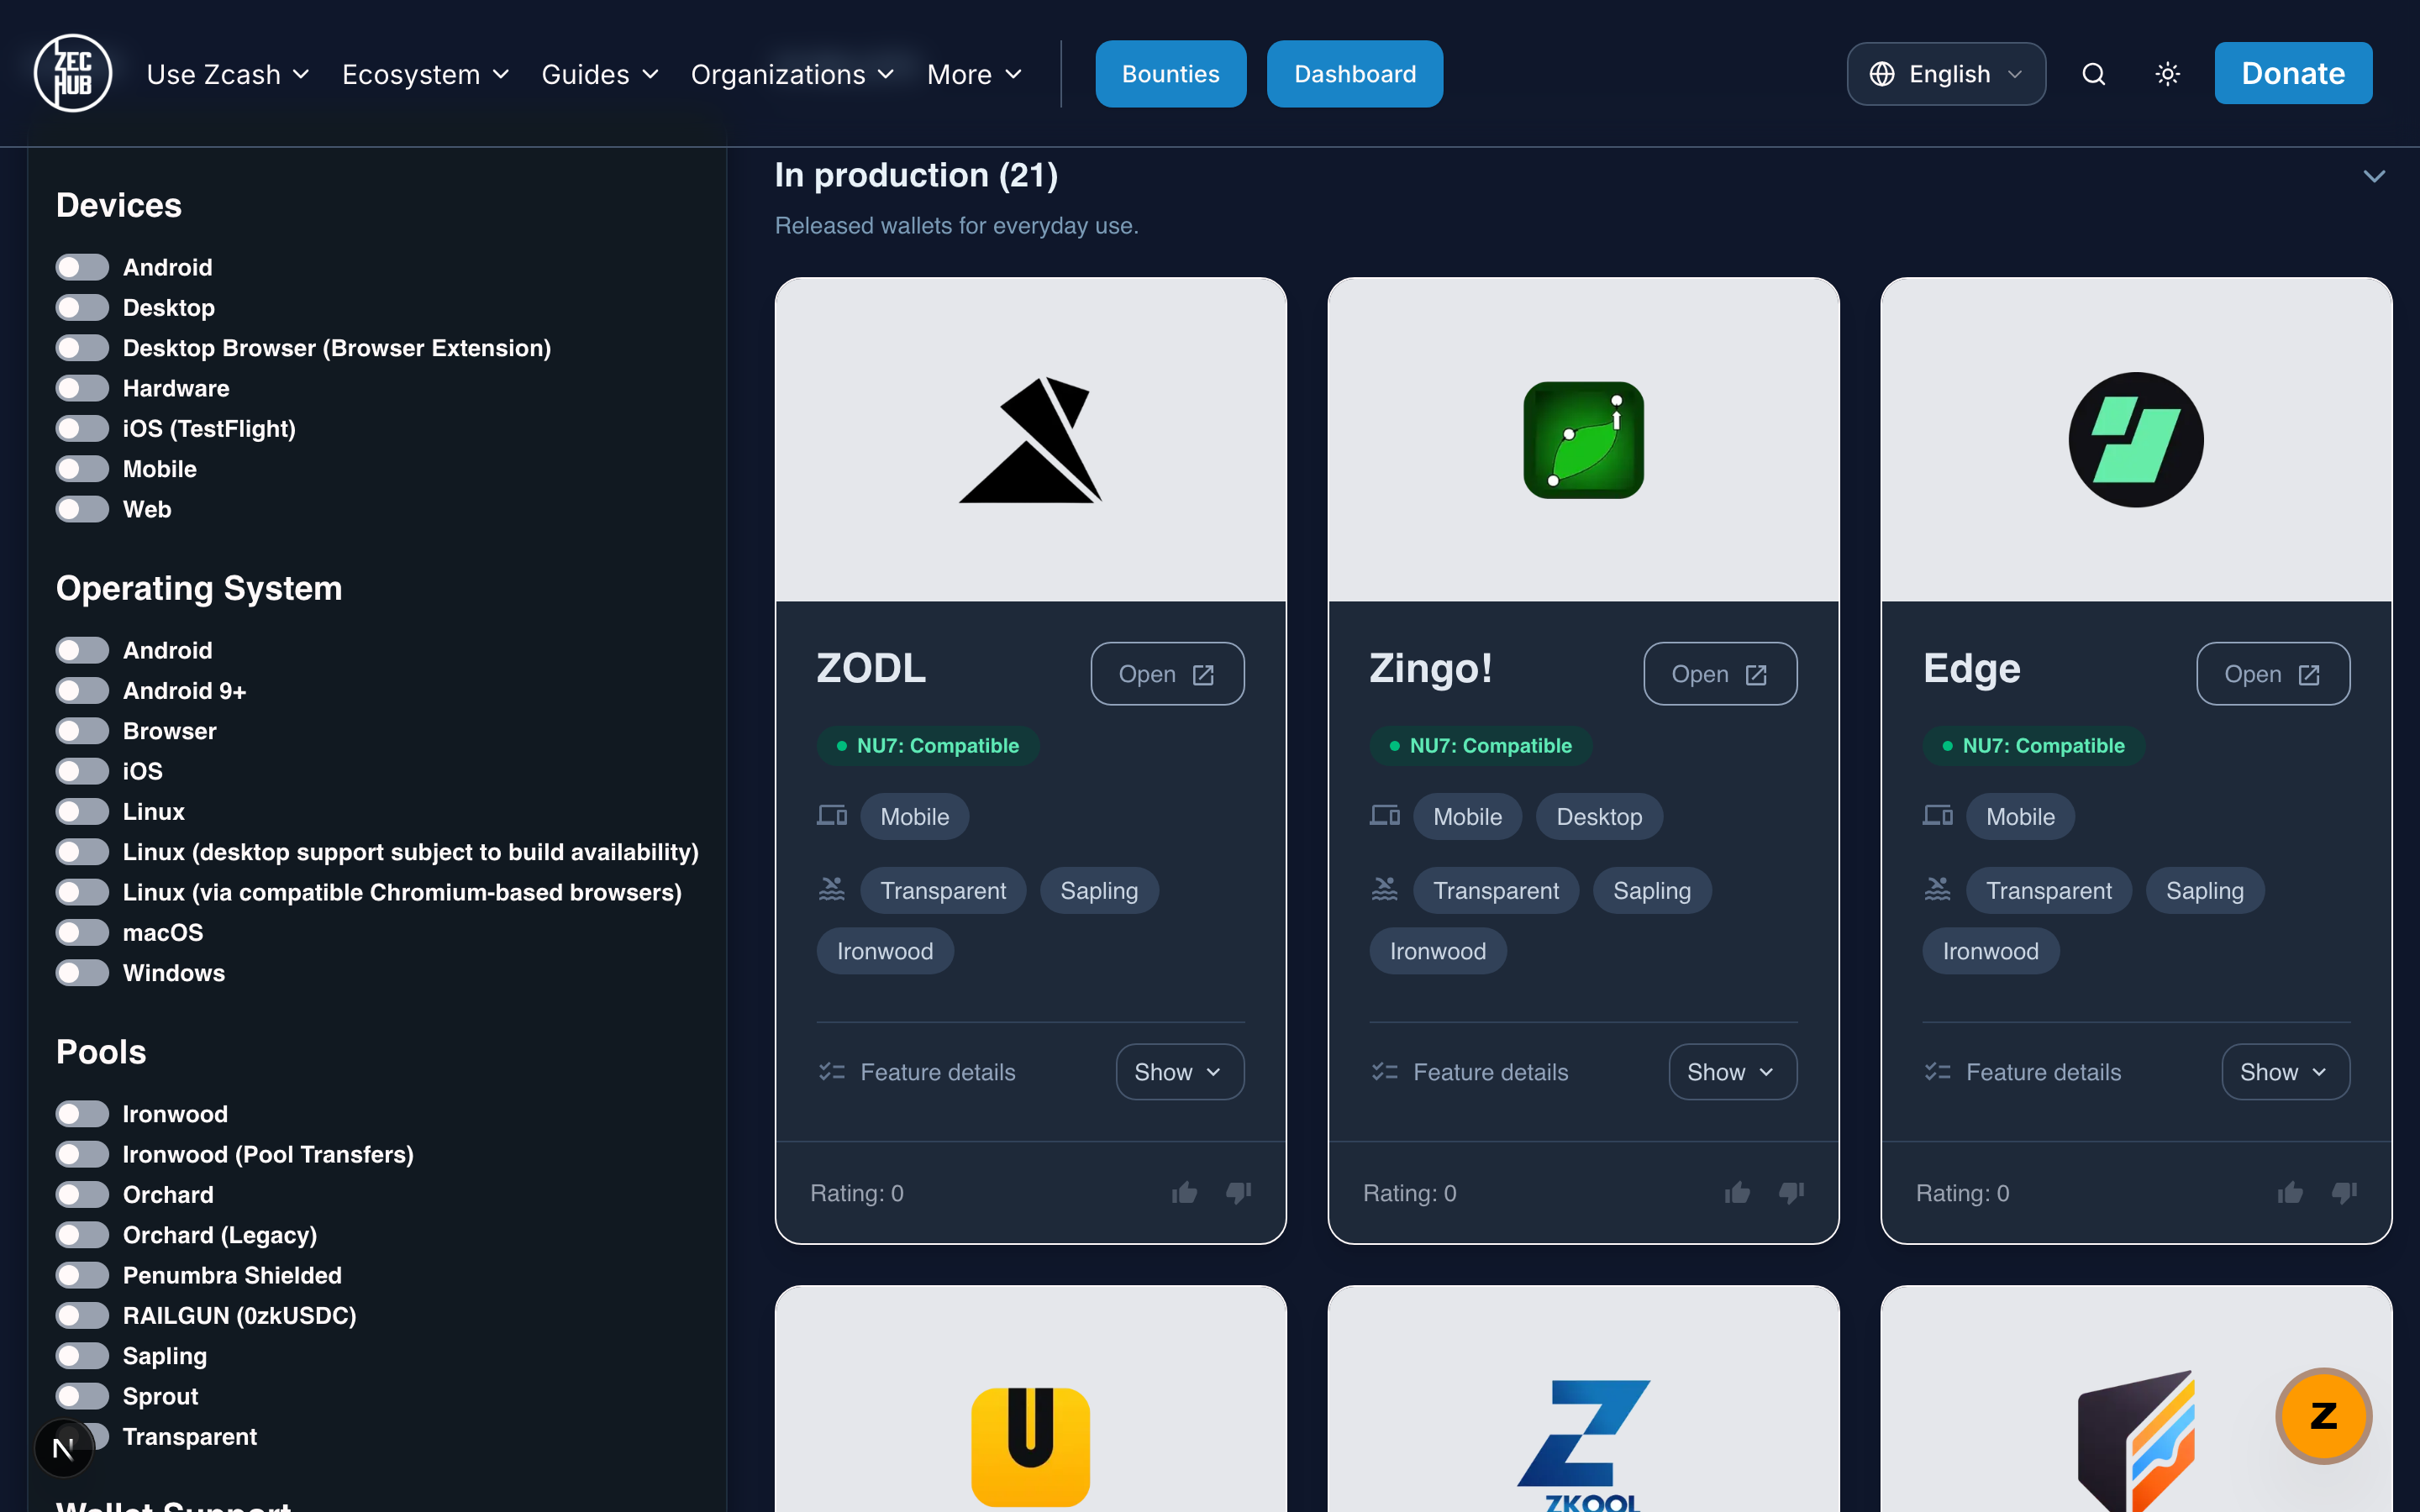 ZEC
HUB
Use Zcash
Ecosystem
Guides
Organizations
More
Bounties
Dashboard
English
Donate
Devices
Android
Desktop
Desktop Browser (Browser Extension)
Hardware
iOS (TestFlight)
Mobile
Web
Operating System
Android
Android 9+
Browser
iOS
Linux
Linux (desktop support subject to build availability)
Linux (via compatible Chromium-based browsers)
macOS
Windows
Pools
Ironwood
Ironwood (Pool Transfers)
Orchard
Orchard (Legacy)
Penumbra Shielded
RAILGUN (0zkUSDC)
Sapling
Sprout
Transparent
Wallet Support
N
In production (21)
Released wallets for everyday use.
ZODL
Open
NU7: Compatible
Mobile
Transparent Sapling
Ironwood
Feature details Show
Rating: 0
Zingo!
Open
NU7: Compatible
Mobile Desktop
Transparent Sapling
Ironwood
Feature details Show
Rating: 0
Edge
Open
NU7: Compatible
Mobile
Transparent Sapling
Ironwood
Feature details Show
Rating: 0
U
Z
ZKOOL
Z